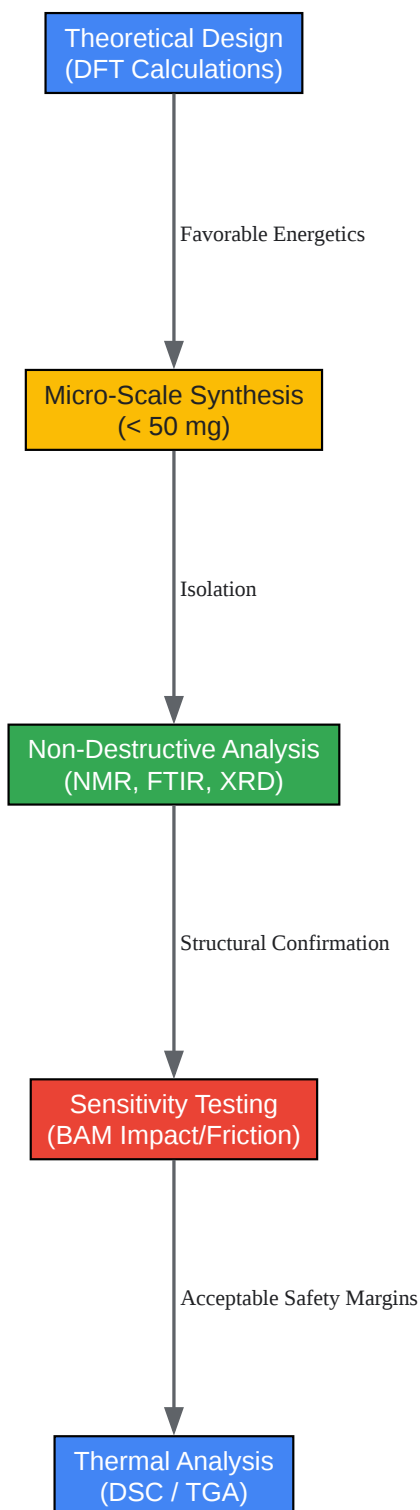 Theoretical Design
(DFT Calculations)
Favorable Energetics
Micro-Scale Synthesis
(< 50 mg)
Isolation
Non-Destructive Analysis
(NMR, FTIR, XRD)
Structural Confirmation
Sensitivity Testing
(BAM Impact/Friction)
Acceptable Safety Margins
Thermal Analysis
(DSC / TGA)